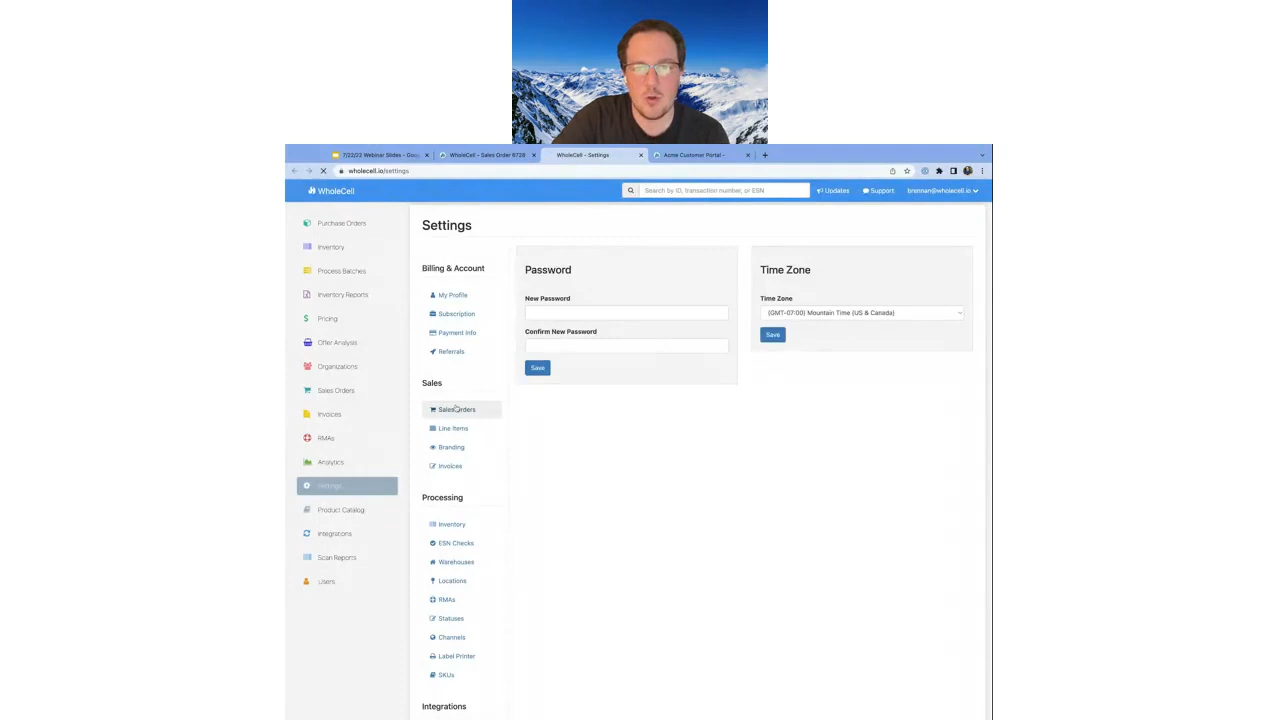 7/22/22 Webinar Slides - Goog
WholeCell - Sales Order 6728
WholeCell - Settings
Acme Customer Portal -
wholecell.io/settings
WholeCell
Search by ID, transaction number, or ESN
Updates
Support
brennan@wholecell.io
Purchase Orders
Inventory
Process Batches
Inventory Reports
Pricing
Offer Analysis
Organizations
Sales Orders
Invoices
RMAs
Analytics
Settings
Product Catalog
Integrations
Scan Reports
Users
Settings
Billing & Account
My Profile
Subscription
Payment Info
Referrals
Sales
Sales Orders
Line Items
Branding
Invoices
Processing
Inventory
ESN Checks
Warehouses
Locations
RMAs
Statuses
Channels
Label Printer
SKUs
Integrations
Password
New Password
Confirm New Password
Save
Time Zone
Time Zone
(GMT-07:00) Mountain Time (US & Canada)
Save